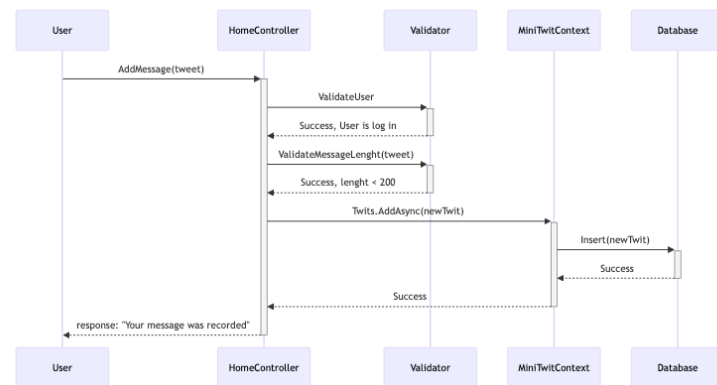 User HomeController Validator MiniTwitContext Database
AddMessage(tweet)
ValidateUser
Success, User is log in
ValidateMessageLenght(tweet)
Success, lenght < 200
Twits.AddAsync(newTwit)
Insert(newTwit)
Success
Success
response: "Your message was recorded"
User HomeController Validator MiniTwitContext Database